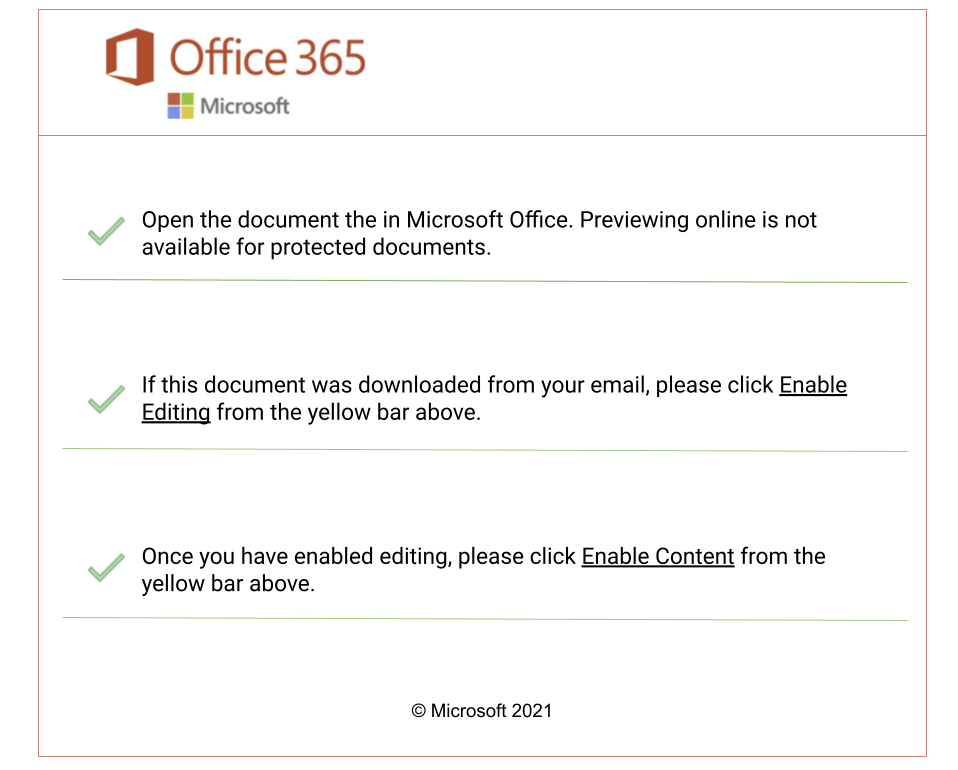 Office 365
Microsoft
Open the document the in Microsoft Office. Previewing online is not
available for protected documents.
If this document was downloaded from your email, please click Enable
Editing from the yellow bar above.
Once you have enabled editing, please click Enable Content from the
yellow bar above.
© Microsoft 2021